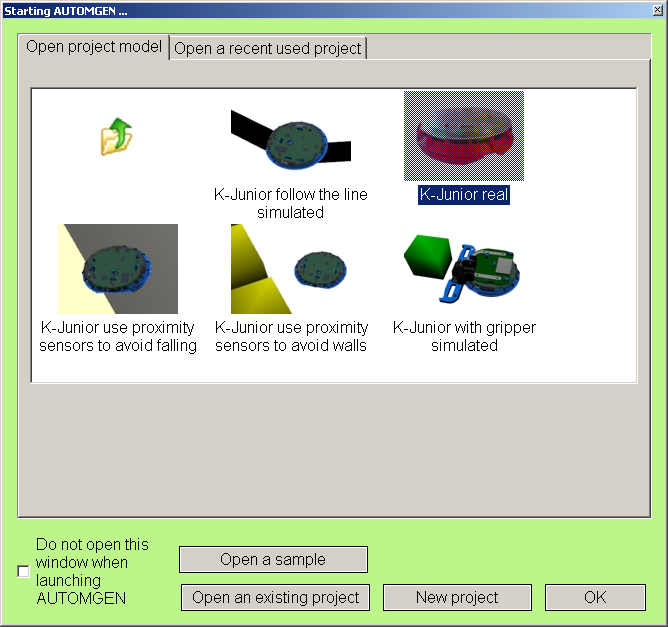 Starting AUTOMGEN ...
Open project model
Open a recent used project
K-Junior follow the line
simulated
K-Junior real
K-Junior use proximity
sensors to avoid falling
K-Junior use proximity
sensors to avoid walls
K-Junior with gripper
simulated
Do not open this
window when
launching
AUTOMGEN
Open a sample
Open an existing project
New project
OK